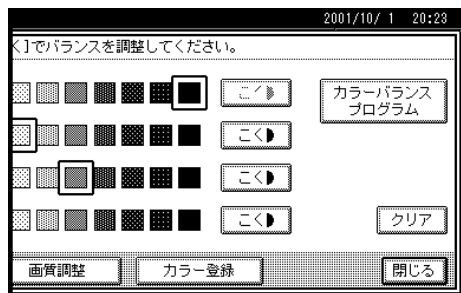 2001/10/ 1 20:23
く]でバランスを調整してください。
こく
カラーバランス
プログラム
こく
こく
こく
クリア
画質調整
カラー登録
閉じる